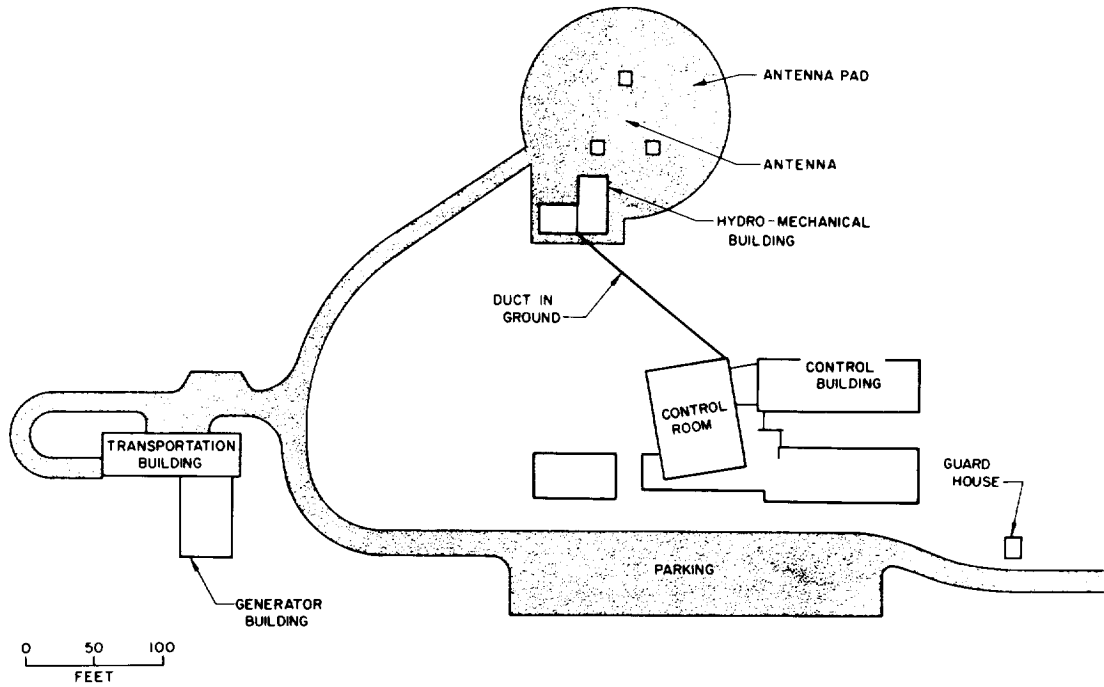 ANTENNA PAD
ANTENNA
HYDRO-MECHANICAL
BUILDING
DUCT IN
GROUND
CONTROL
BUILDING
CONTROL
ROOM
TRANSPORTATION
BUILDING
GUARD
HOUSE
PARKING
GENERATOR
BUILDING
0 50 100
FEET